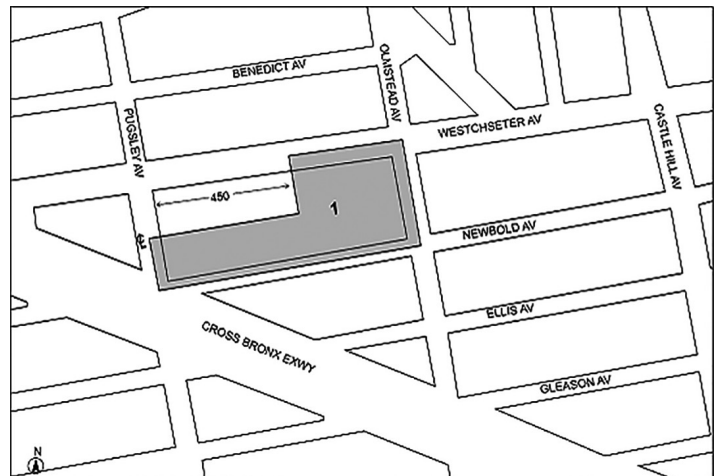 BENEDICT AV
OLMSTEAD AV
PUGSLEY AV
WESTCHSETER AV
CASTLE HILL AV
450
1
NEWBOLD AV
ELLIS AV
CROSS BRONX EXWY
GLEASON AV
N